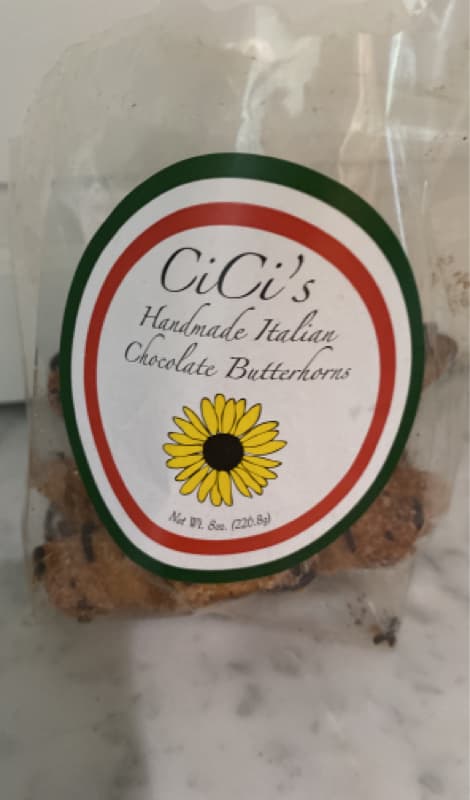 CiCi's
Handmade Italian
Chocolate Butterhorns
Net Wt. 8oz. (226.8g)